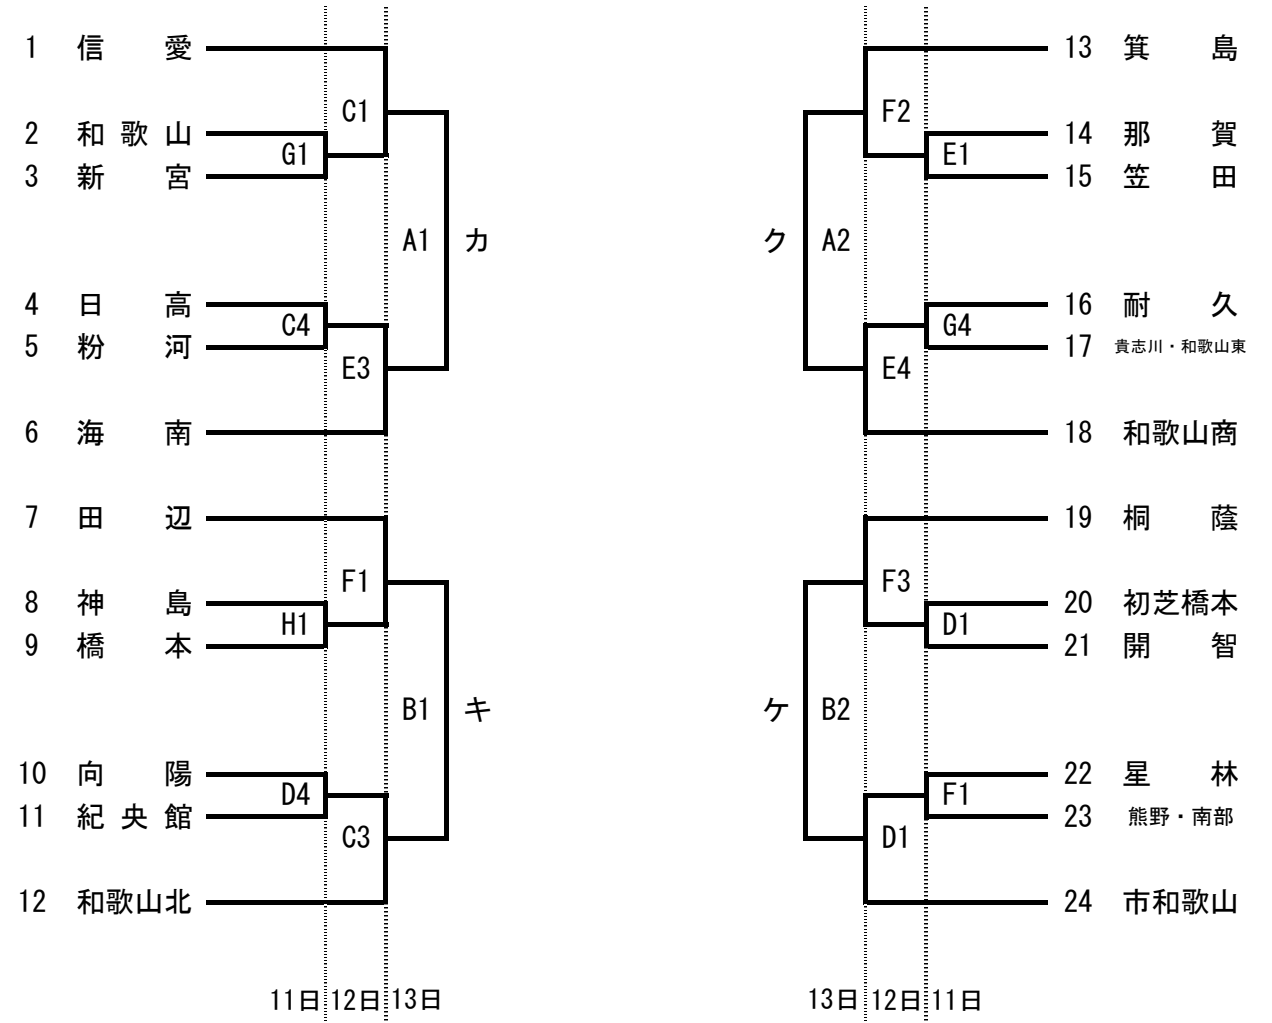 1 信愛
C1
2 和歌山
G1
3 新宮
A1 カ
4 日高
C4
5 粉河
E3
6 海南
7 田辺
F1
8 神島
H1
9 橋本
B1 キ
10 向陽
D4
11 紀央館
C3
12 和歌山北
11日 12日 13日
13 箕島
F2
14 那賀
E1
15 笠田
ク A2
16 耐久
G4
17 貴志川・和歌山東
E4
18 和歌山商
19 桐蔭
F3
20 初芝橋本
D1
21 開智
ケ B2
22 星林
F1
23 熊野・南部
D1
24 市和歌山
13日 12日 11日